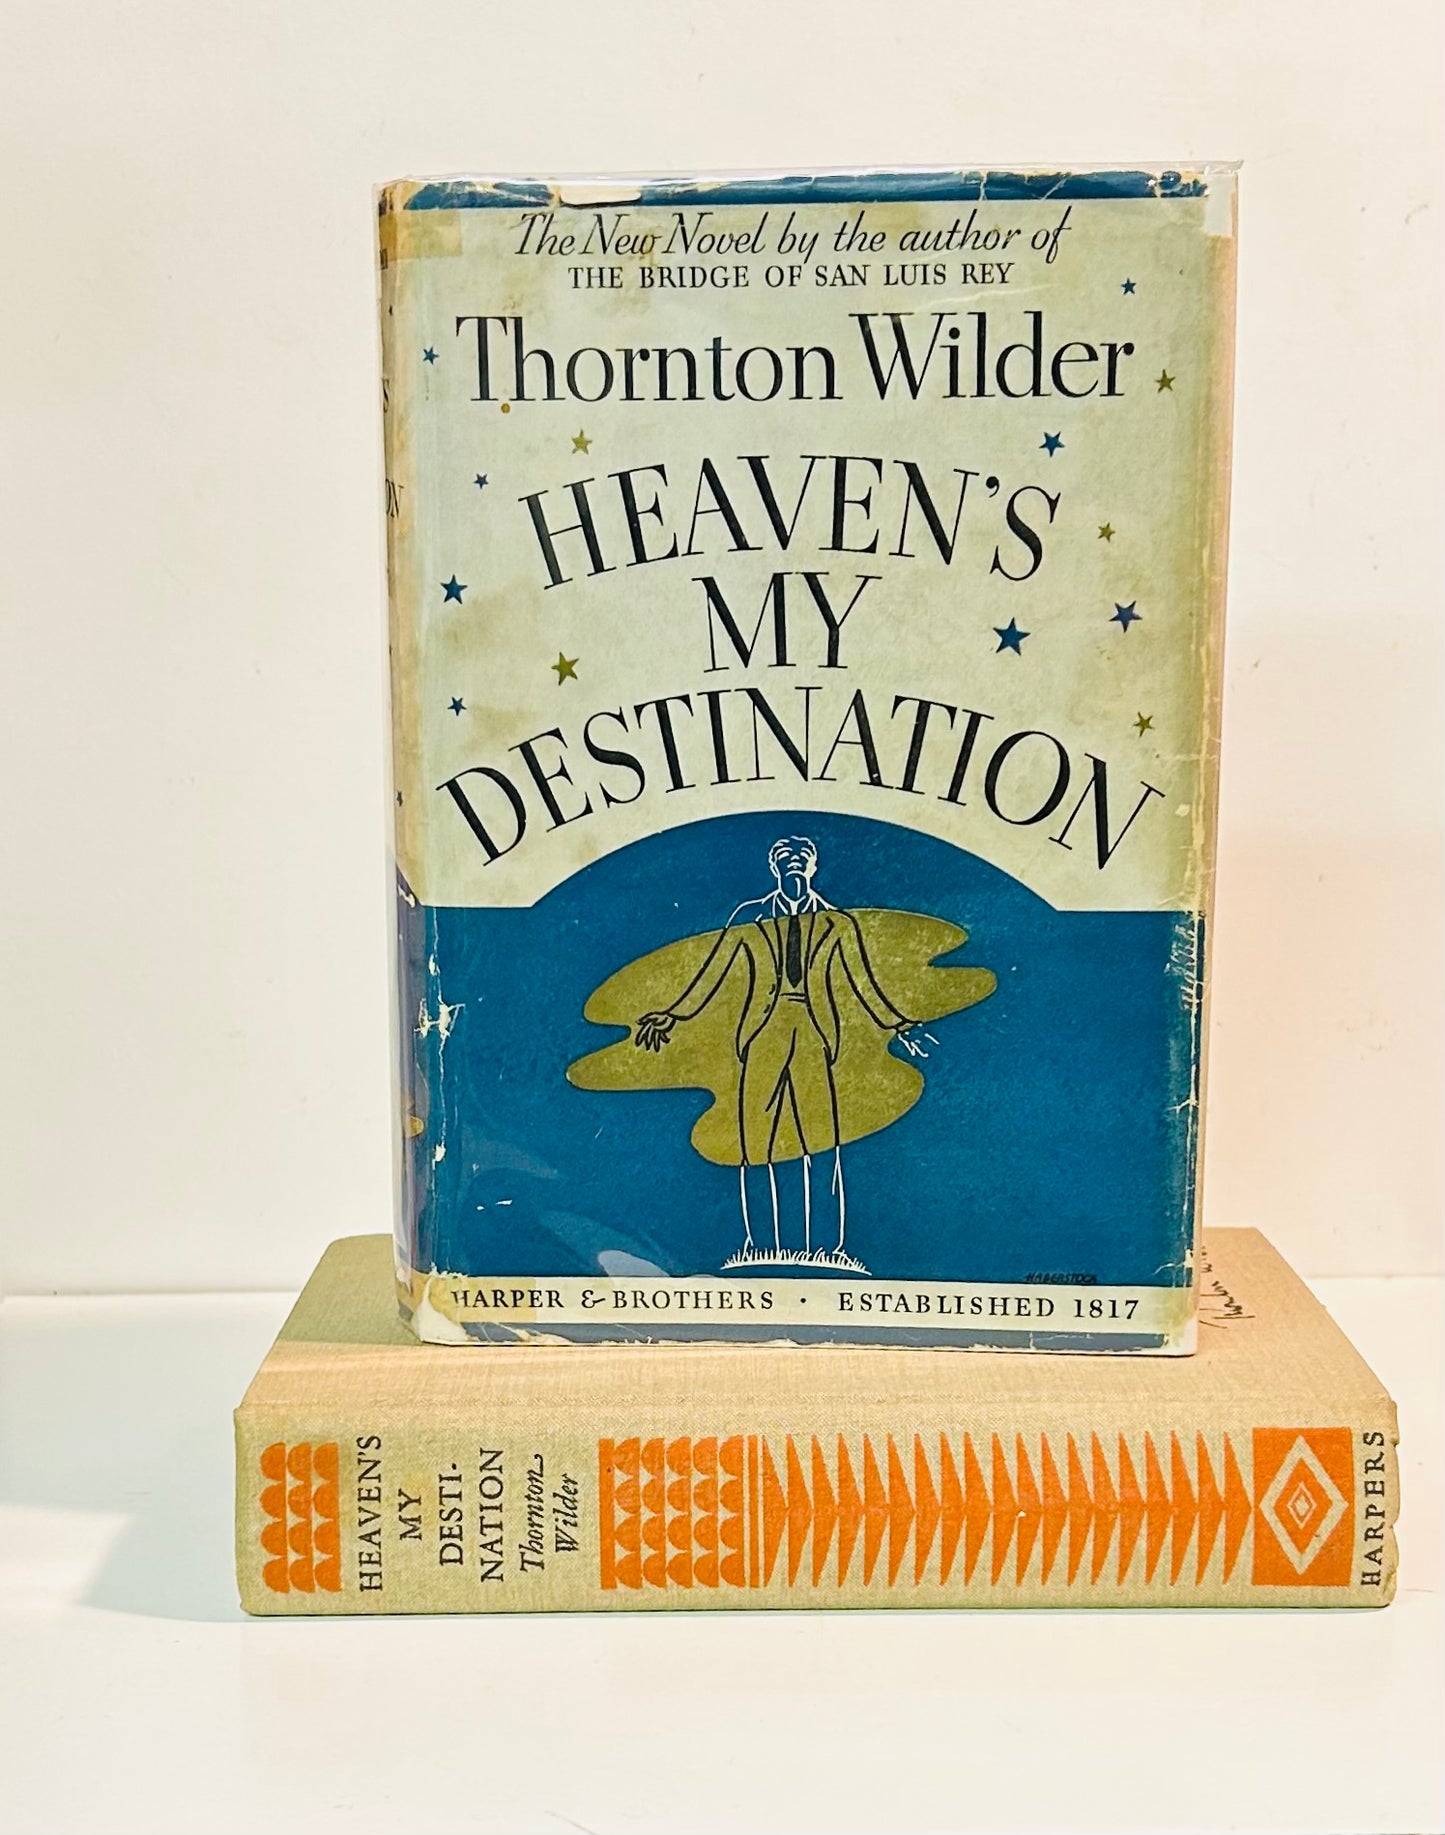 The New Novel by the author of
THE BRIDGE OF SAN LUIS REY
Thornton Wilder
HEAVEN'S
MY
DESTINATION
HABERSTOCK
HARPER & BROTHERS · ESTABLISHED 1817
HEAVEN'S
MY
DESTI-
NATION
Thornton
Wilder
HARPERS